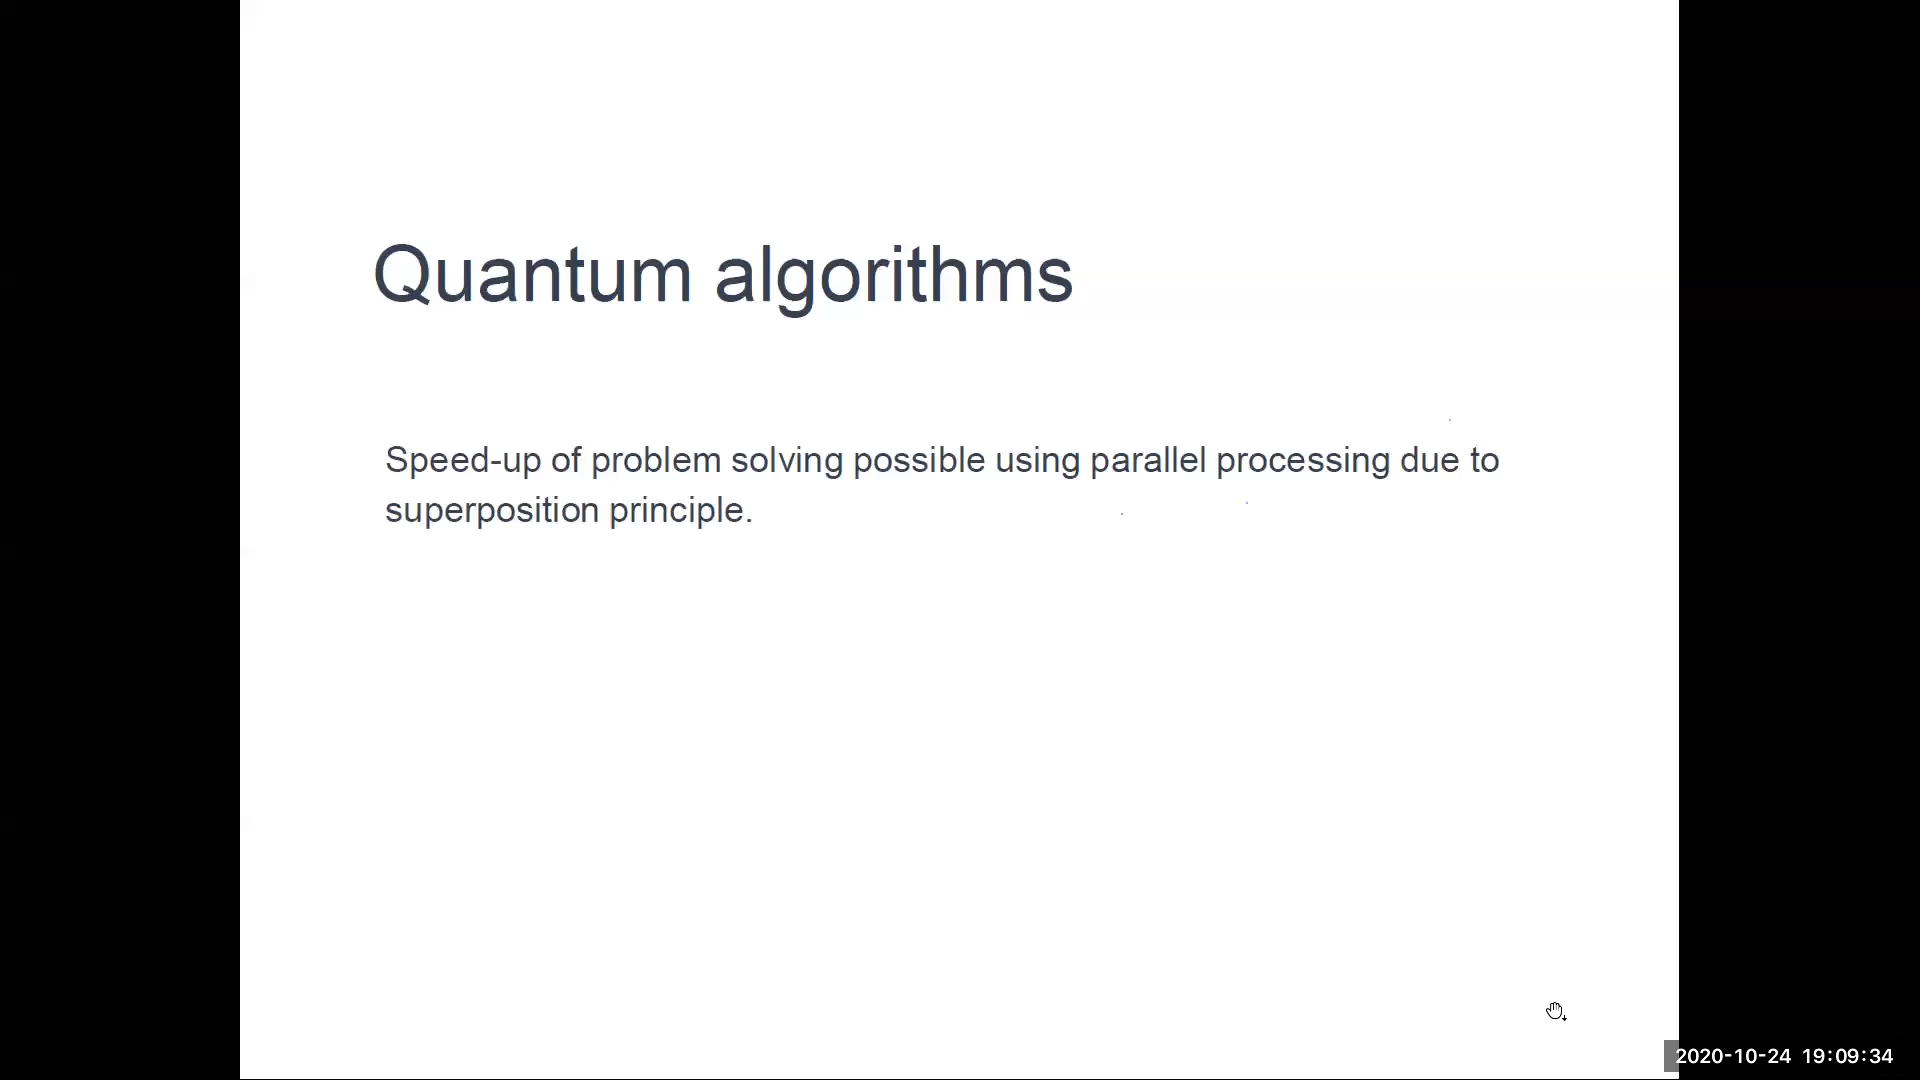 Quantum algorithms
Speed-up of problem solving possible using parallel processing due to
superposition principle.
2020-10-24 19:09:34